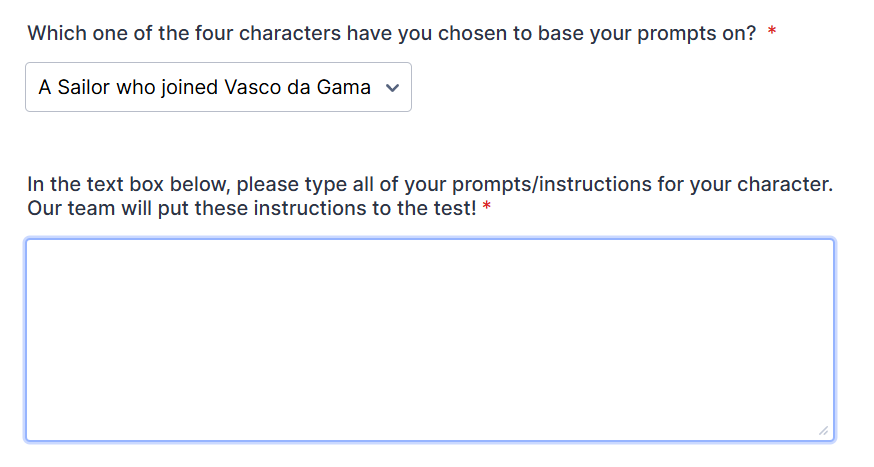 Which one of the four characters have you chosen to base your prompts on? *
A Sailor who joined Vasco da Gama
In the text box below, please type all of your prompts/instructions for your character.
Our team will put these instructions to the test! *